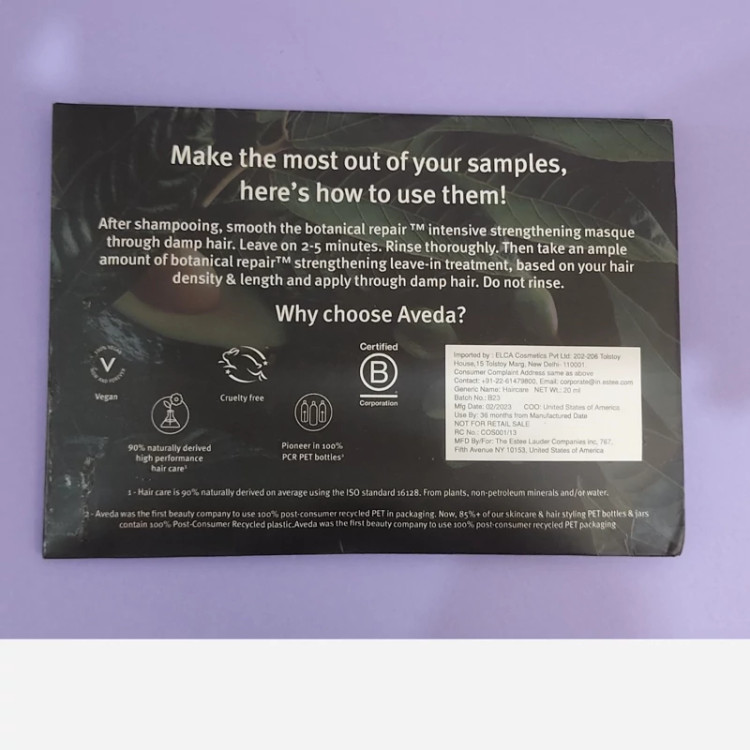 Make the most out of your samples,
here's how to use them!
After shampooing, smooth the botanical repair ™ intensive strengthening masque
through damp hair. Leave on 2-5 minutes. Rinse thoroughly. Then take an ample
amount of botanical repair™ strengthening leave-in treatment, based on your hair
density & length and apply through damp hair. Do not rinse.
Why choose Aveda?
V
Vegan
Cruelty free
Certified
B
Corporation
90% naturally derived
high performance
hair care¹
Pioneer in 100%
PCR PET bottles²
Imported by : ELCA Cosmetics Pvt Ltd: 202-206 Tolstoy
House,15 Tolstoy Marg, New Delhi- 110001
Consumer Complaint Address same as above
Contact: +91-22-61479800, Email: corporate@in.estee.com
Generic Name: Haircare NET Wt.: 20 ml
Batch No.: B23
Mfg Date: 02/2023 COO: United States of America
Use By: 36 months from Manufactured Date
NOT FOR RETAIL SALE
RC No.: COS001/13
MFD By/For: The Estee Lauder Companies Inc, 767,
Fifth Avenue NY 10153, United States of America
1 - Hair care is 90% naturally derived on average using the ISO standard 16128. From plants, non-petroleum minerals and/or water.
2 - Aveda was the first beauty company to use 100% post-consumer recycled PET in packaging. Now, 85%+ of our skincare & hair styling PET bottles & jars
contain 100% Post-Consumer Recycled plastic.Aveda was the first beauty company to use 100% post-consumer recycled PET packaging